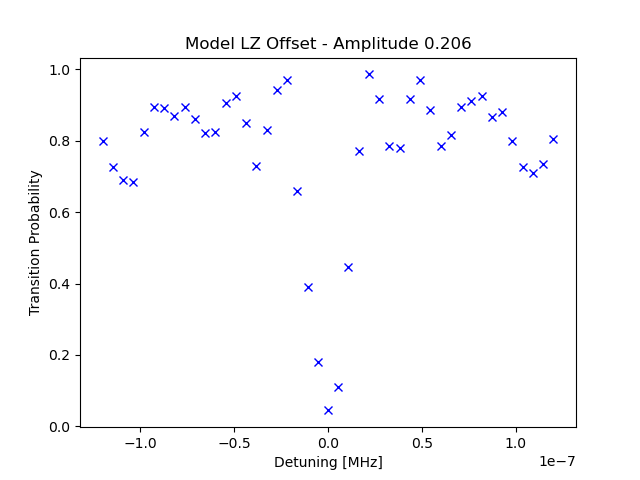 Model LZ Offset - Amplitude 0.206
1.0
0.8
0.6
0.4
0.2
0.0
Transition Probability
−1.0 −0.5 0.0 0.5 1.0
1e−7
Detuning [MHz]